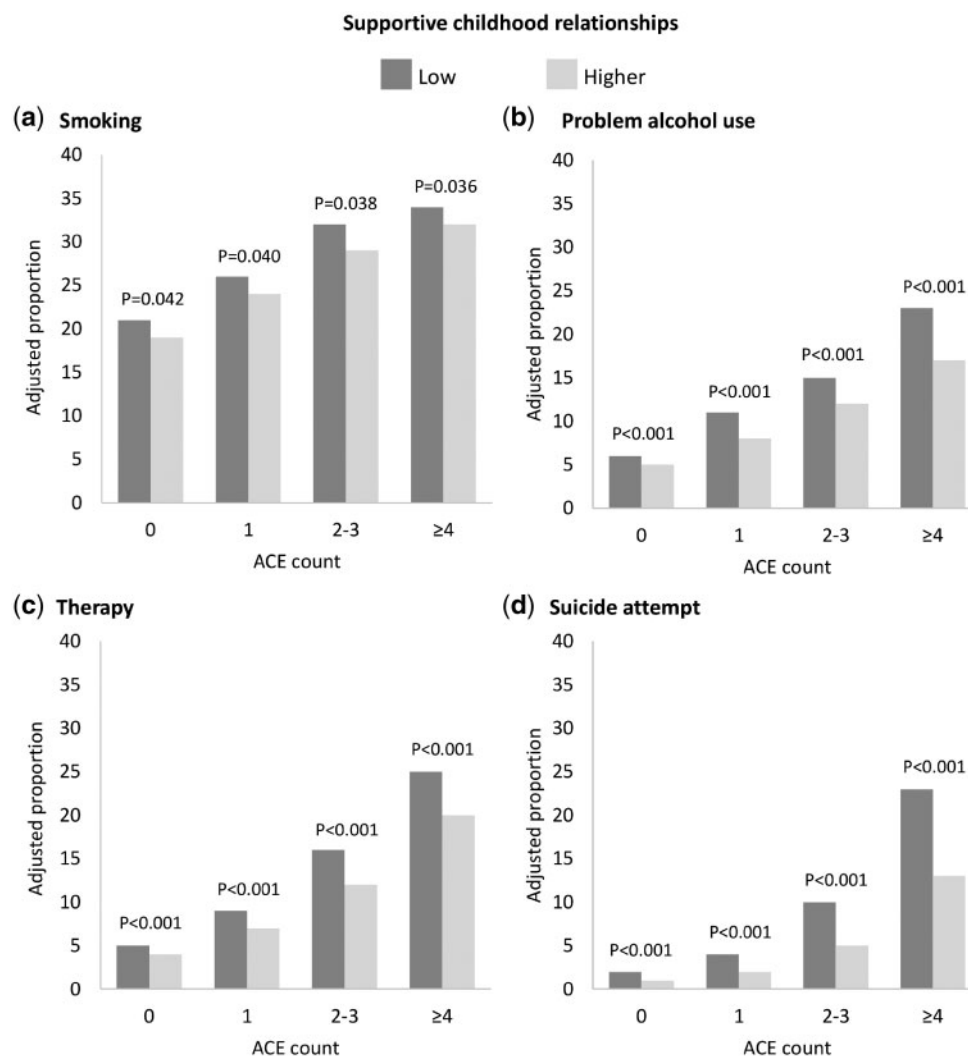 Supportive childhood relationships
Low Higher
(a) Smoking
40
35
30
25
20
15
10
5
0
Adjusted proportion
P=0.042
P=0.040
P=0.038
P=0.036
0 1 2-3 ≥4
ACE count
(b) Problem alcohol use
40
35
30
25
20
15
10
5
0
Adjusted proportion
P<0.001
P<0.001
P<0.001
P<0.001
0 1 2-3 ≥4
ACE count
(c) Therapy
40
35
30
25
20
15
10
5
0
Adjusted proportion
P<0.001
P<0.001
P<0.001
P<0.001
0 1 2-3 ≥4
ACE count
(d) Suicide attempt
40
35
30
25
20
15
10
5
0
Adjusted proportion
P<0.001
P<0.001
P<0.001
P<0.001
0 1 2-3 ≥4
ACE count